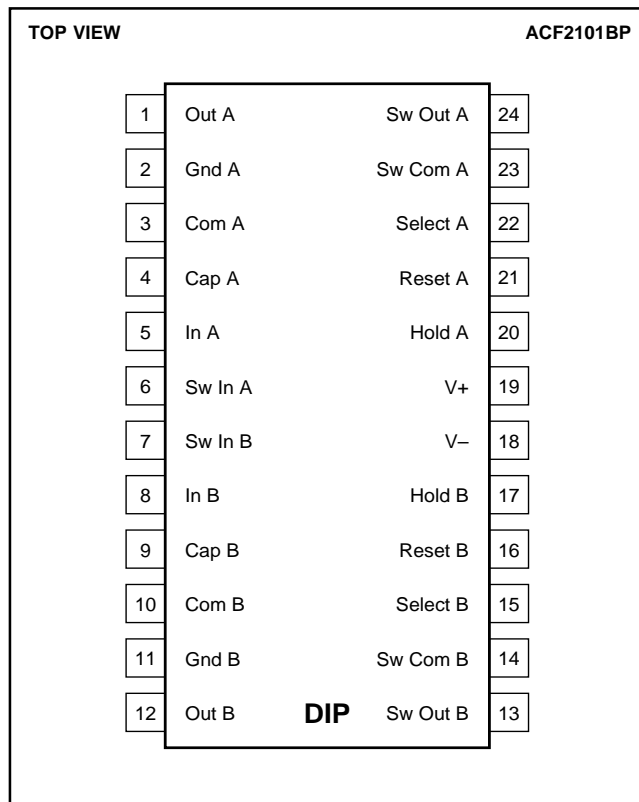 TOP VIEW ACF2101BP
1 Out A Sw Out A 24
2 Gnd A Sw Com A 23
3 Com A Select A 22
4 Cap A Reset A 21
5 In A Hold A 20
6 Sw In A V+ 19
7 Sw In B V– 18
8 In B Hold B 17
9 Cap B Reset B 16
10 Com B Select B 15
11 Gnd B Sw Com B 14
12 Out B DIP Sw Out B 13